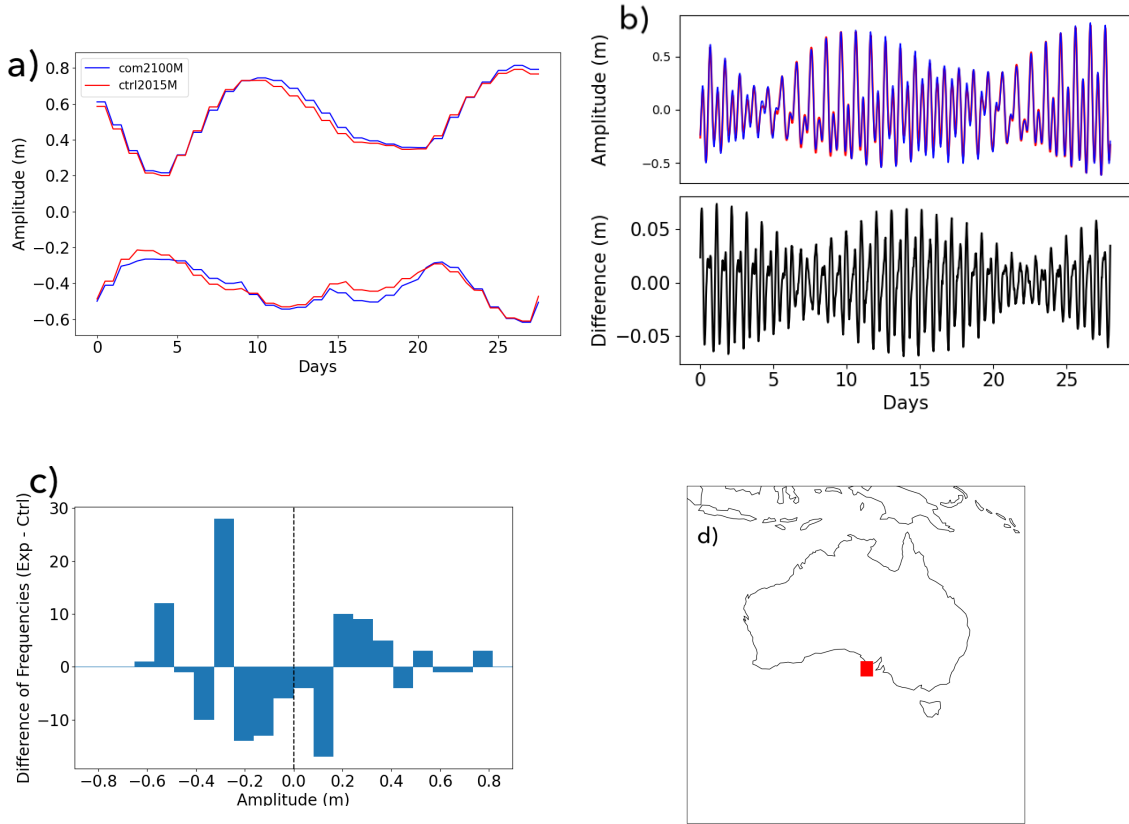 a)
com2100M
ctrl2015M
Amplitude (m)
0.8
0.6
0.4
0.2
0.0
−0.2
−0.4
−0.6
0 5 10 15 20 25
Days
b)
Amplitude (m)
0.5
0.0
−0.5
Difference (m)
0.05
0.00
−0.05
0 5 10 15 20 25
Days
c)
Difference of Frequencies (Exp - Ctrl)
30
20
10
0
−10
−0.8 −0.6 −0.4 −0.2 0.0 0.2 0.4 0.6 0.8
Amplitude (m)
d)